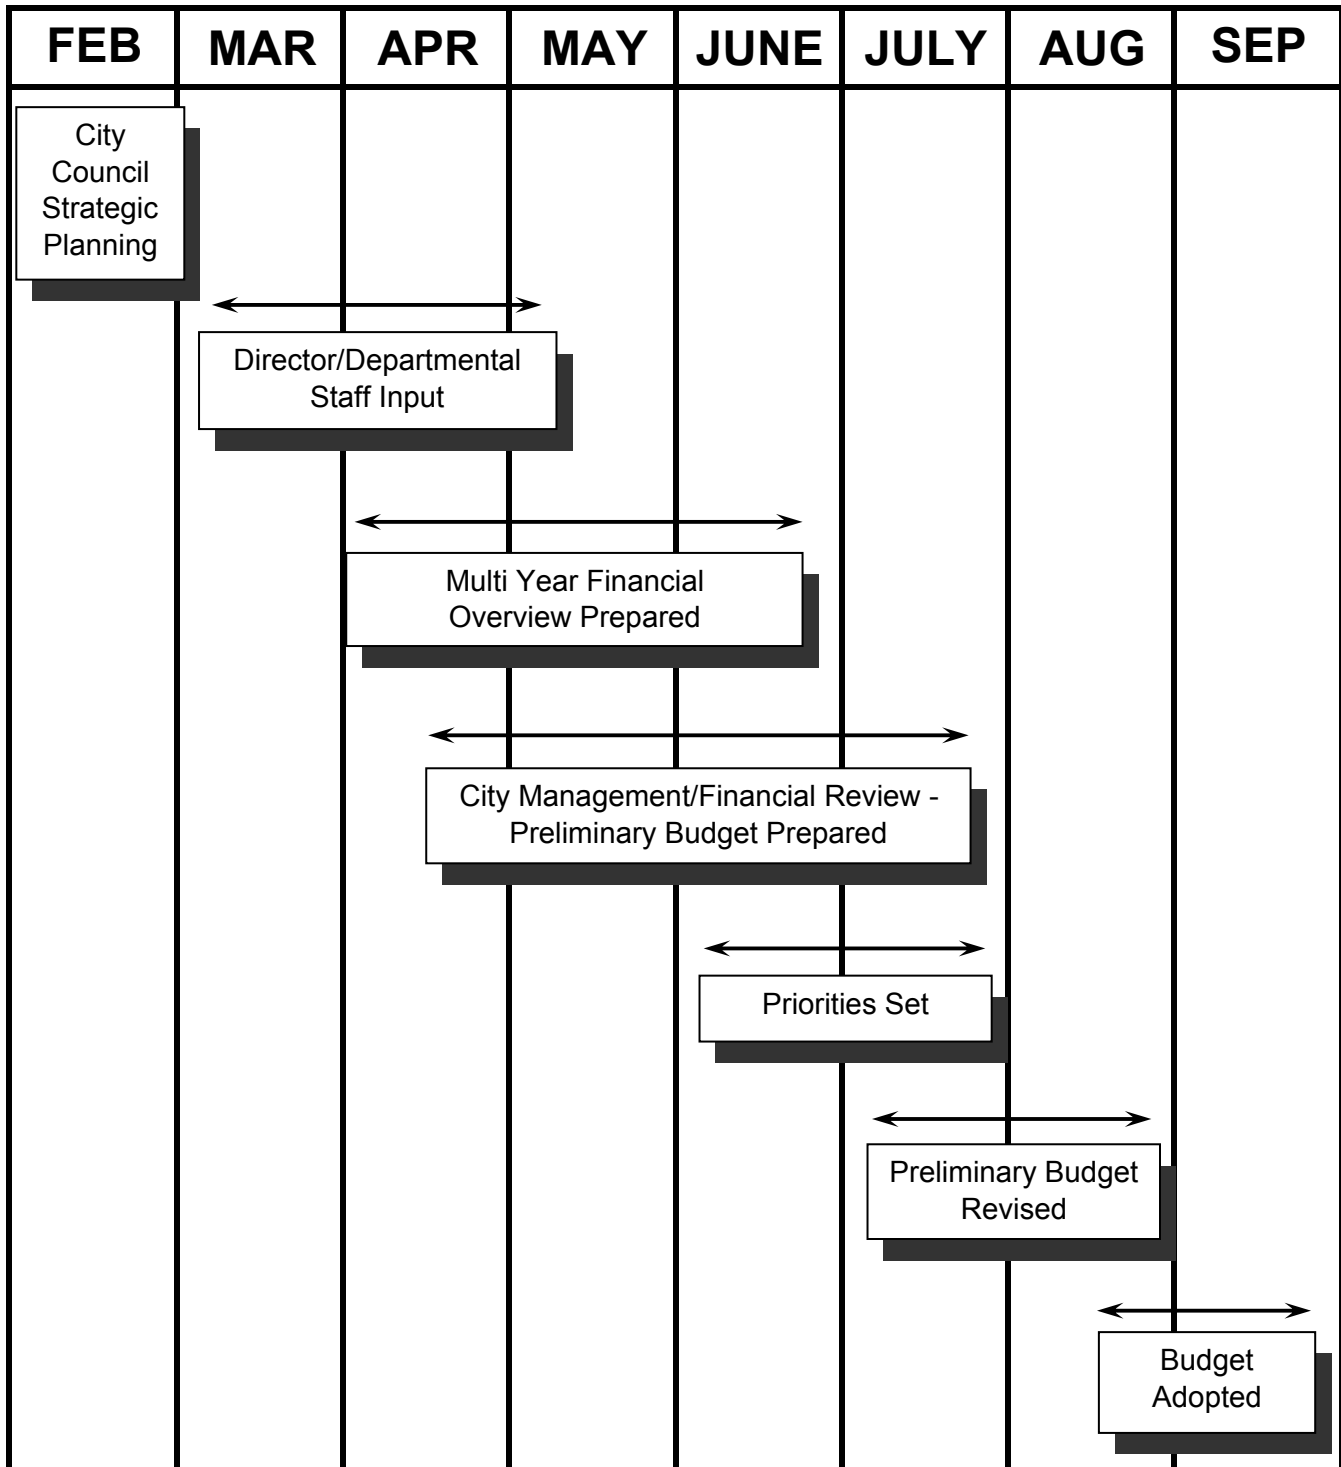 FEB MAR APR MAY JUNE JULY AUG SEP
City
Council
Strategic
Planning
Director/Departmental
Staff Input
Multi Year Financial
Overview Prepared
City Management/Financial Review -
Preliminary Budget Prepared
Priorities Set
Preliminary Budget
Revised
Budget
Adopted